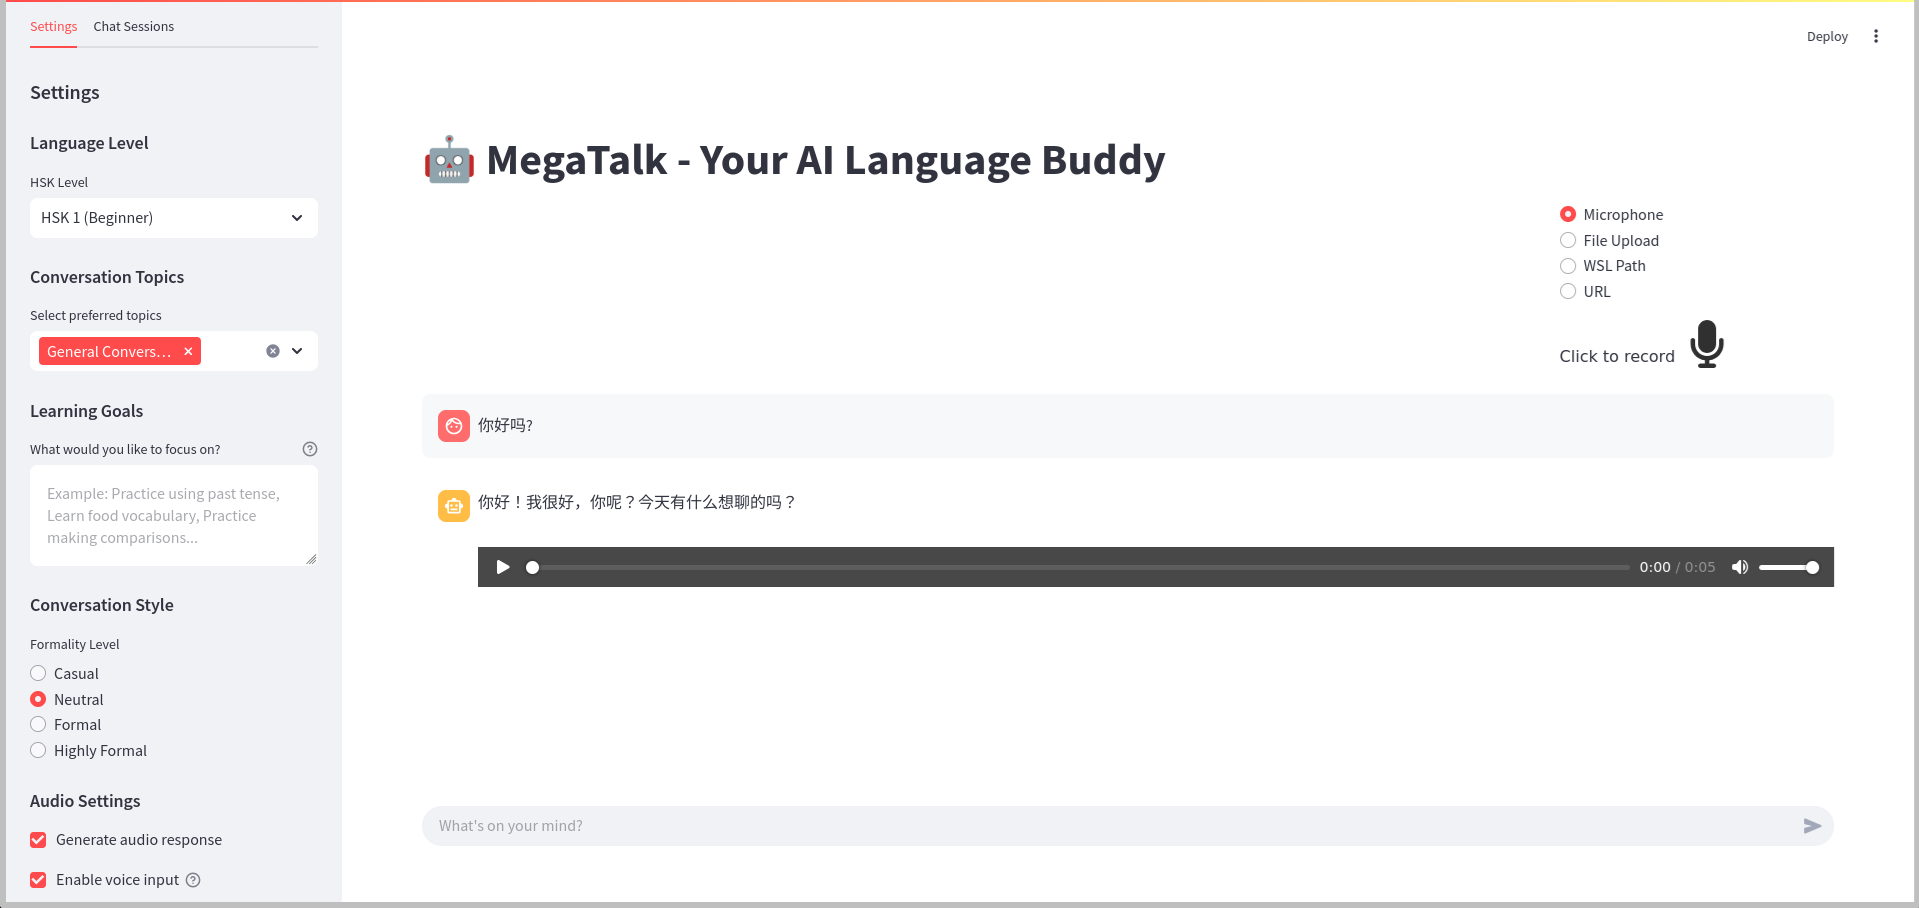 Settings
Chat Sessions
Settings
Language Level
HSK Level
HSK 1 (Beginner)
Conversation Topics
Select preferred topics
General Convers...
Learning Goals
What would you like to focus on?
Example: Practice using past tense,
Learn food vocabulary, Practice
making comparisons...
Conversation Style
Formality Level
Casual
Neutral
Formal
Highly Formal
Audio Settings
Generate audio response
Enable voice input
Deploy
MegaTalk - Your AI Language Buddy
Microphone
File Upload
WSL Path
URL
Click to record
你好吗?
你好！我很好，你呢？今天有什么想聊的吗？
0:00 / 0:05
What's on your mind?